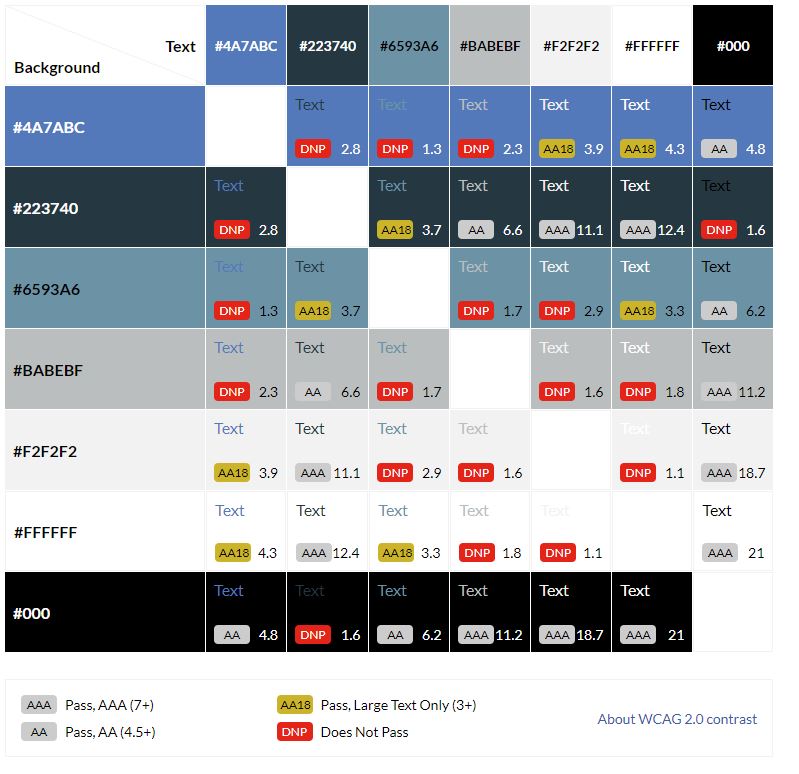 Text #4A7ABC #223740 #6593A6 #BABEBF #F2F2F2 #FFFFFF #000
Background
#4A7ABC Text Text Text Text Text Text
DNP 2.8 DNP 1.3 DNP 2.3 AA18 3.9 AA18 4.3 AA 4.8
#223740 Text Text Text Text Text Text
DNP 2.8 AA18 3.7 AA 6.6 AAA 11.1 AAA 12.4 DNP 1.6
#6593A6 Text Text Text Text Text Text
DNP 1.3 AA18 3.7 DNP 1.7 DNP 2.9 AA18 3.3 AA 6.2
#BABEBF Text Text Text Text Text Text
DNP 2.3 AA 6.6 DNP 1.7 DNP 1.6 DNP 1.8 AAA 11.2
#F2F2F2 Text Text Text Text Text Text
AA18 3.9 AAA 11.1 DNP 2.9 DNP 1.6 DNP 1.1 AAA 18.7
#FFFFFF Text Text Text Text Text Text
AA18 4.3 AAA 12.4 AA18 3.3 DNP 1.8 DNP 1.1 AAA 21
#000 Text Text Text Text Text Text
AA 4.8 DNP 1.6 AA 6.2 AAA 11.2 AAA 18.7 AAA 21
AAA Pass, AAA (7+) AA18 Pass, Large Text Only (3+)
About WCAG 2.0 contrast
AA Pass, AA (4.5+) DNP Does Not Pass